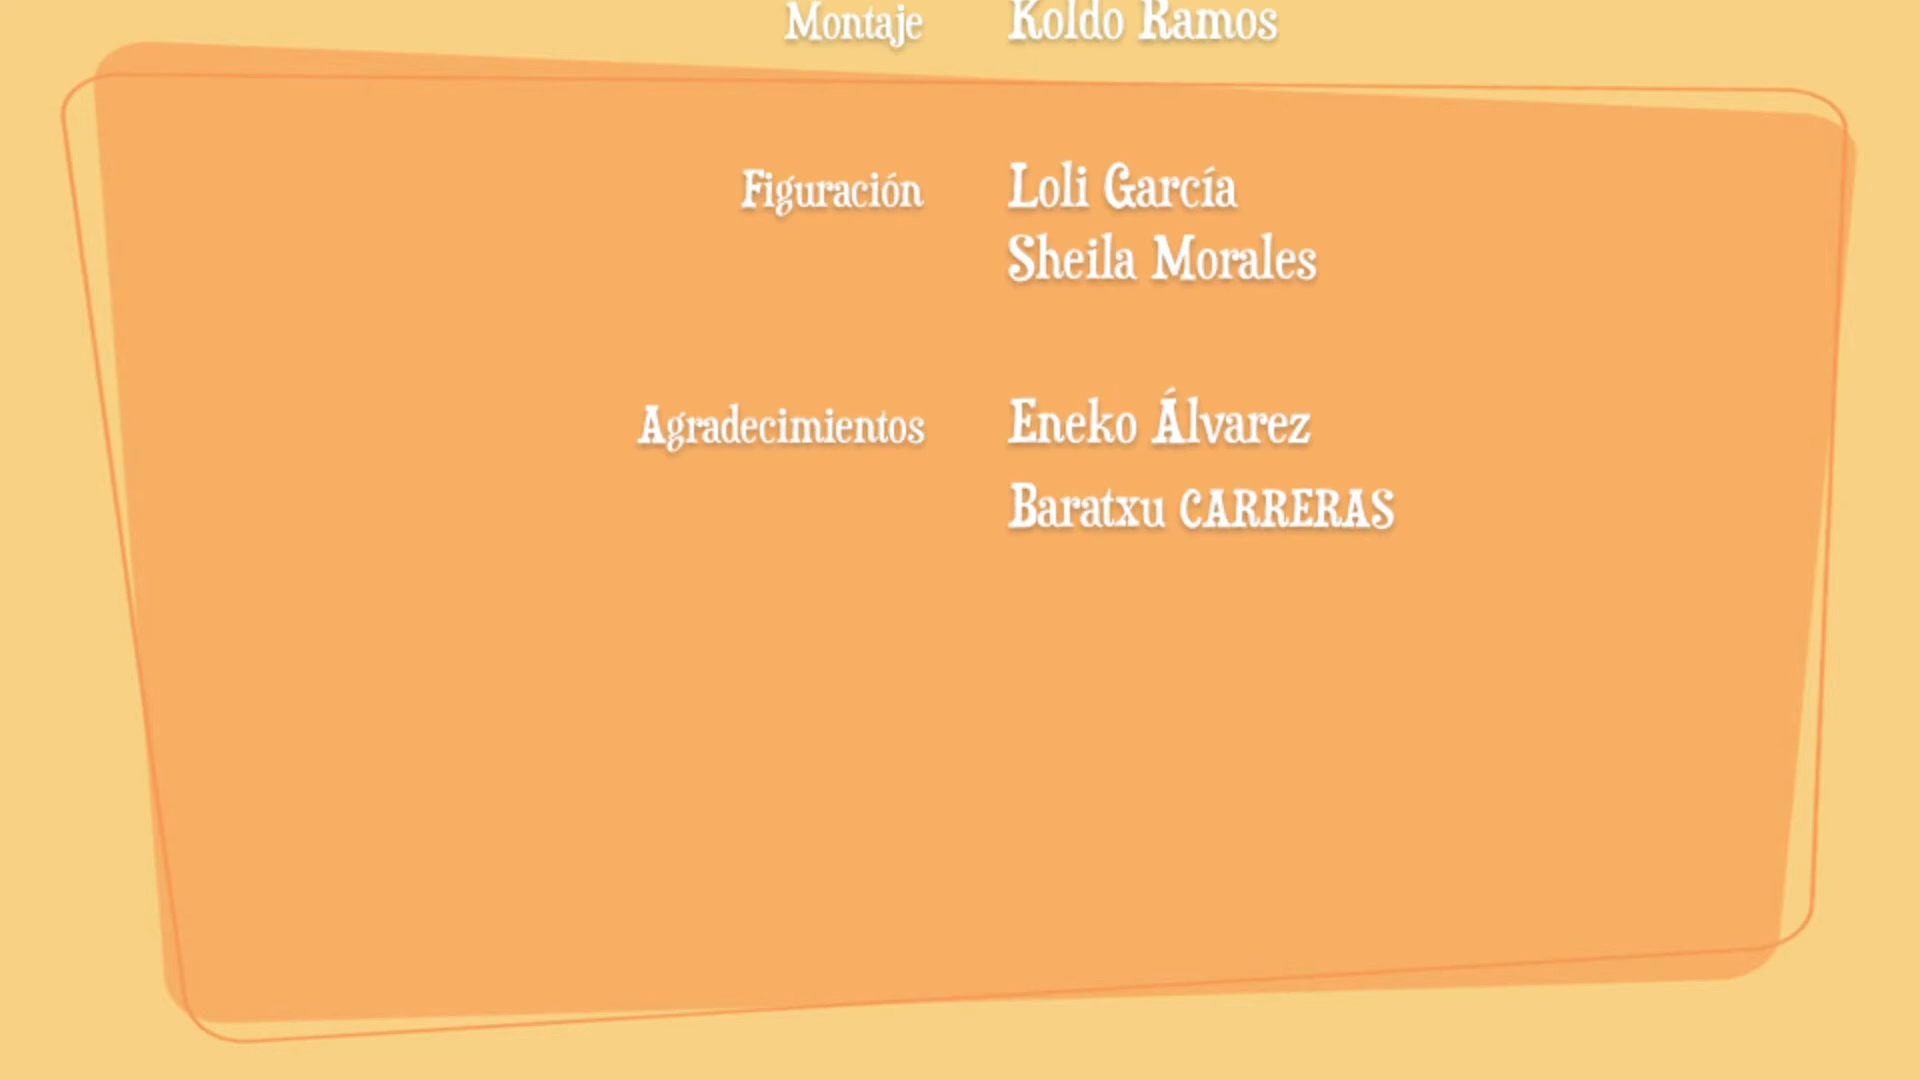 Montaje Koldo Ramos
Figuración Loli García
Sheila Morales
Agradecimientos Eneko Álvarez
Baratxu CARRERAS